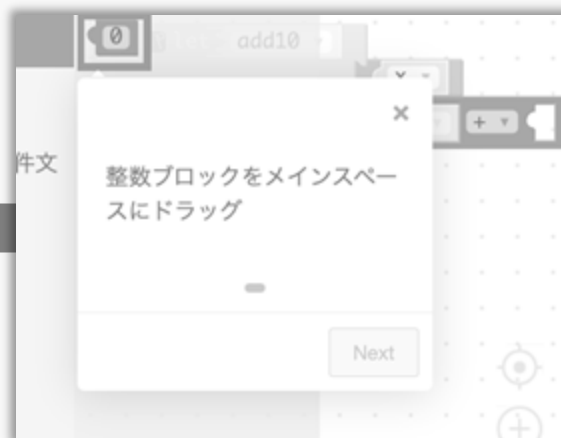 0
add10
x
件文
+
×
整数ブロックをメインスペー
スにドラッグ
Next